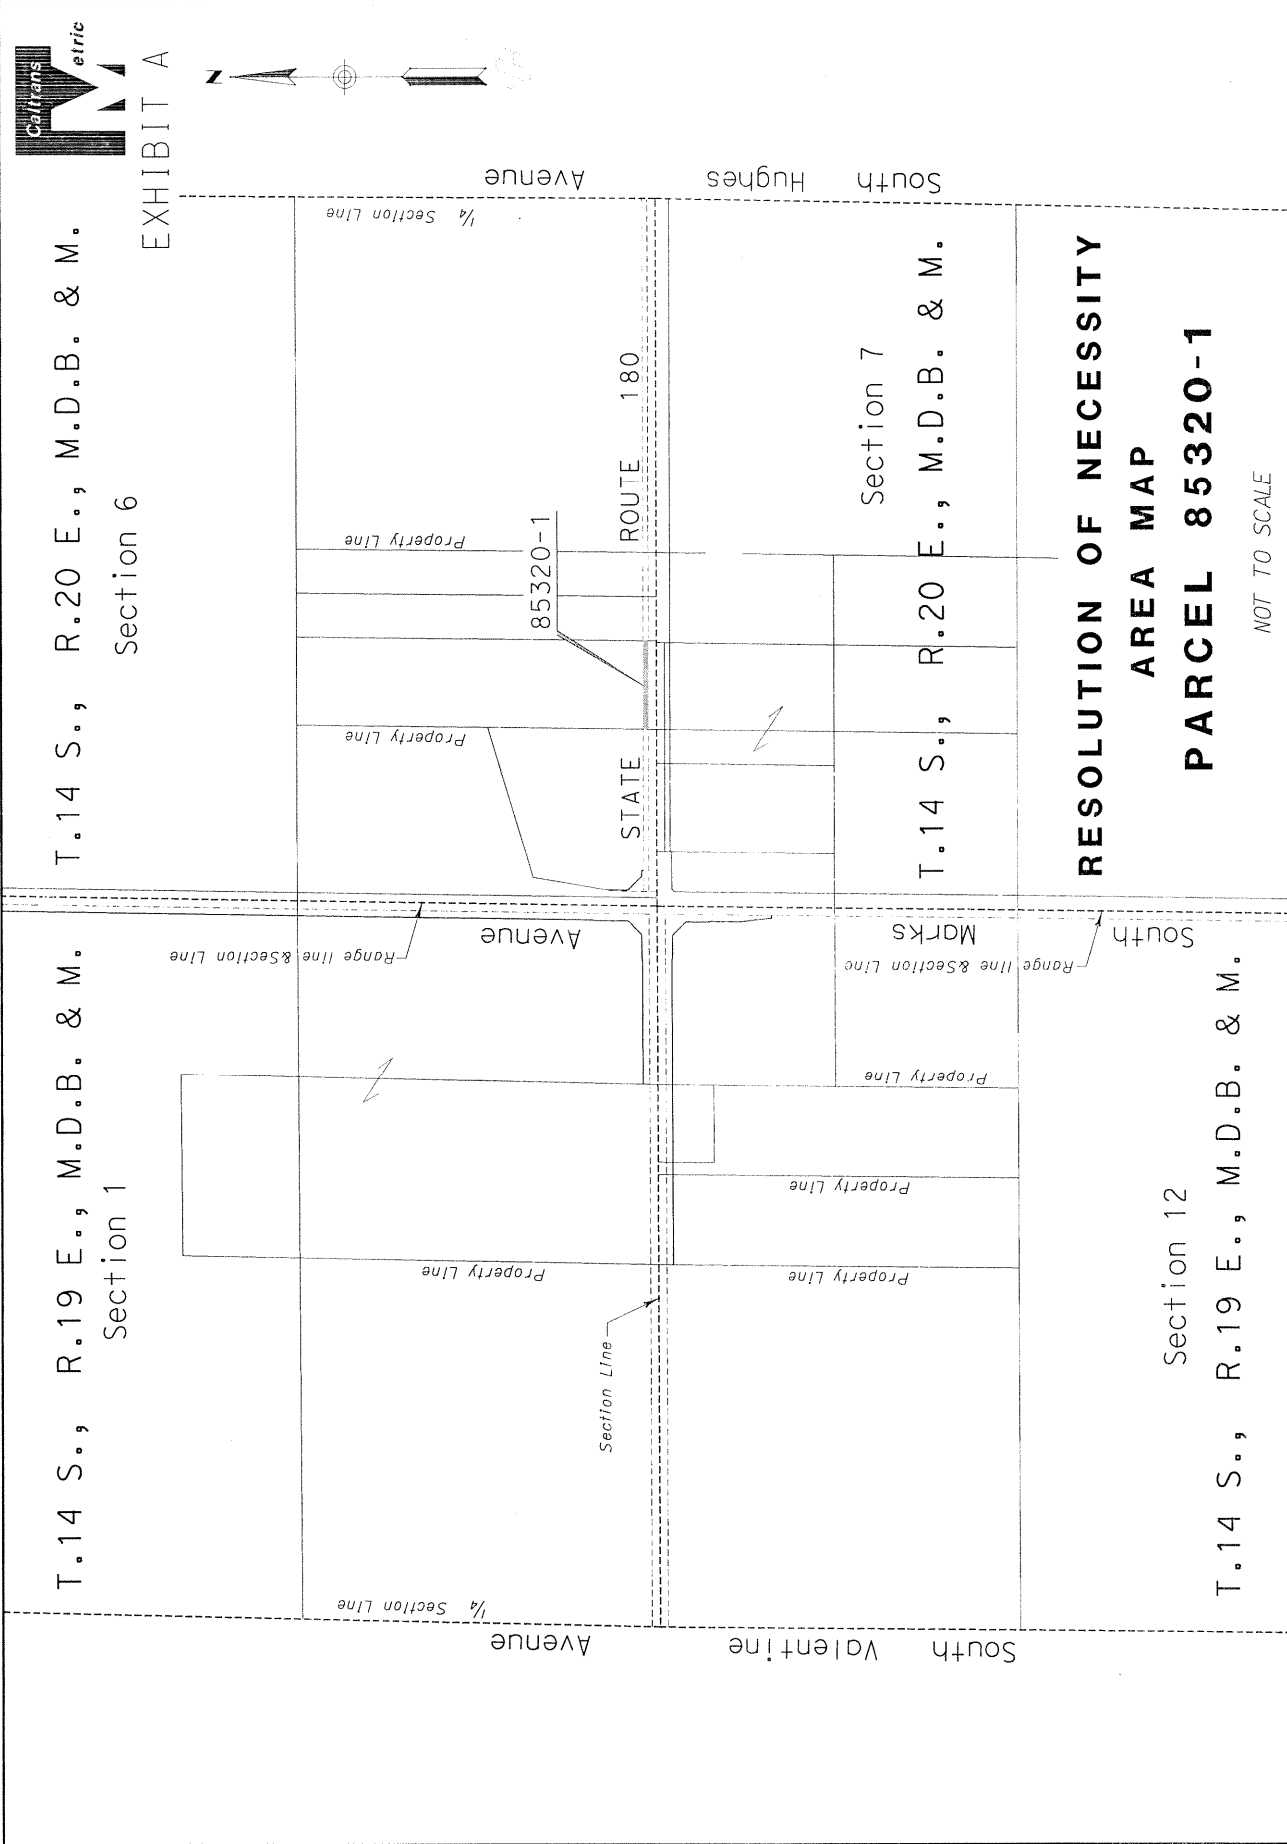 Caltrans
Metric
EXHIBIT A
N
T.14 S., R.19 E., M.D.B. & M.
Section 1
T.14 S., R.20 E., M.D.B. & M.
Section 6
Range line & Section Line
1/4 Section Line
1/4 Section Line
Property Line
Property Line
Property Line
South Valentine Avenue
South Marks Avenue
South Hughes Avenue
85320-1
Section Line
STATE ROUTE 180
Property Line
Property Line
Property Line
Range line & Section Line
Section 7
T.14 S., R.20 E., M.D.B. & M.
Section 12
T.14 S., R.19 E., M.D.B. & M.
RESOLUTION OF NECESSITY
AREA MAP
PARCEL 85320-1
NOT TO SCALE